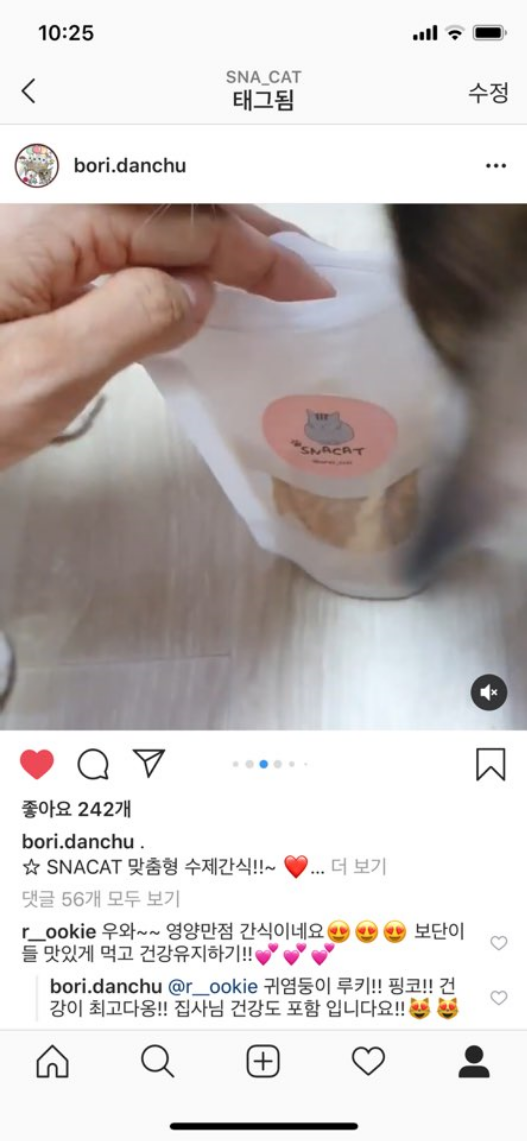 10:25
SNA_CAT
태그됨
수정
bori.danchu
SNACAT
좋아요 242개
bori.danchu .
☆ SNACAT 맞춤형 수제간식!!~ ❤️... 더 보기
댓글 56개 모두 보기
r__ookie 우와~~ 영양만점 간식이네요😍😍😍 보단이
들 맛있게 먹고 건강유지하기!!💕💕💕
bori.danchu @r__ookie 귀염둥이 루키!! 핑코!! 건
강이 최고다옹!! 집사님 건강도 포함 입니다요!!😻😻